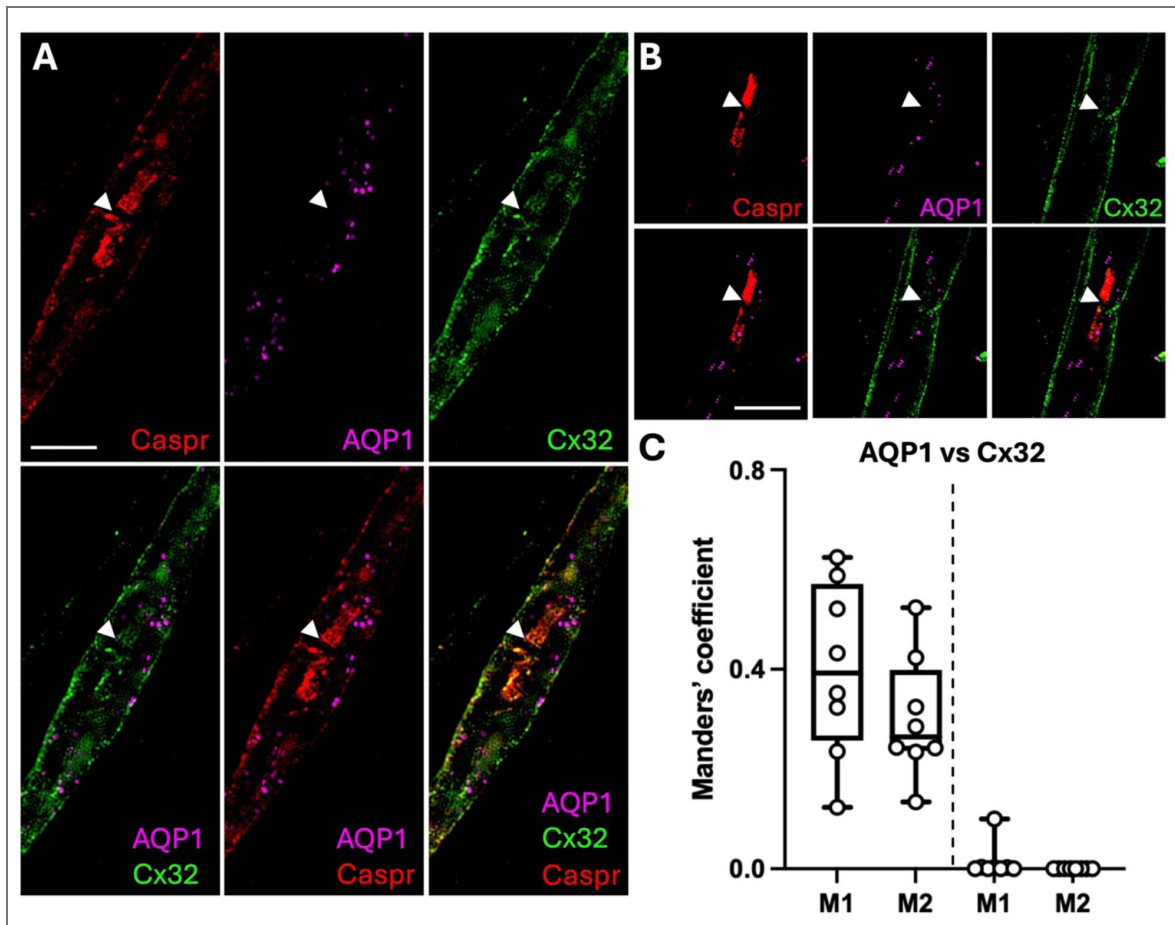 A
Caspr
AQP1
Cx32
AQP1
Cx32
AQP1
Caspr
AQP1
Cx32
Caspr
B
Caspr
AQP1
Cx32
C
AQP1 vs Cx32
Manders’ coefficient
0.8
0.4
0.0
M1 M2 M1 M2